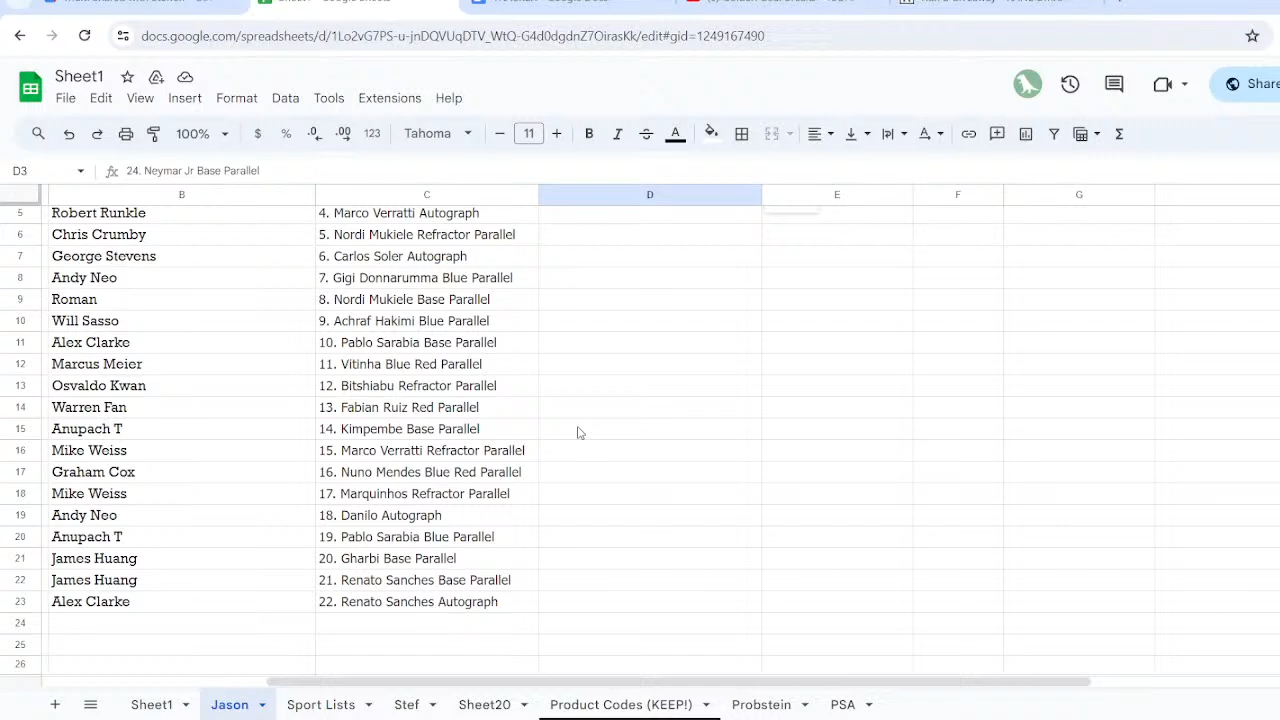 docs.google.com/spreadsheets/d/1Lo2vG7PS-u-jnDQVUqDTV_WtQ-G4d0dgdnZ7OirasKk/edit#gid=1249167490
Sheet1
File Edit View Insert Format Data Tools Extensions Help
Share
100% $ % .0 .00 123 Tahoma 11 B I A
D3 fx 24. Neymar Jr Base Parallel
B C D E F G
5 Robert Runkle 4. Marco Verratti Autograph
6 Chris Crumby 5. Nordi Mukiele Refractor Parallel
7 George Stevens 6. Carlos Soler Autograph
8 Andy Neo 7. Gigi Donnarumma Blue Parallel
9 Roman 8. Nordi Mukiele Base Parallel
10 Will Sasso 9. Achraf Hakimi Blue Parallel
11 Alex Clarke 10. Pablo Sarabia Base Parallel
12 Marcus Meier 11. Vitinha Blue Red Parallel
13 Osvaldo Kwan 12. Bitshiabu Refractor Parallel
14 Warren Fan 13. Fabian Ruiz Red Parallel
15 Anupach T 14. Kimpembe Base Parallel
16 Mike Weiss 15. Marco Verratti Refractor Parallel
17 Graham Cox 16. Nuno Mendes Blue Red Parallel
18 Mike Weiss 17. Marquinhos Refractor Parallel
19 Andy Neo 18. Danilo Autograph
20 Anupach T 19. Pablo Sarabia Blue Parallel
21 James Huang 20. Gharbi Base Parallel
22 James Huang 21. Renato Sanches Base Parallel
23 Alex Clarke 22. Renato Sanches Autograph
24
25
26
Sheet1 Jason Sport Lists Stef Sheet20 Product Codes (KEEP!) Probstein PSA